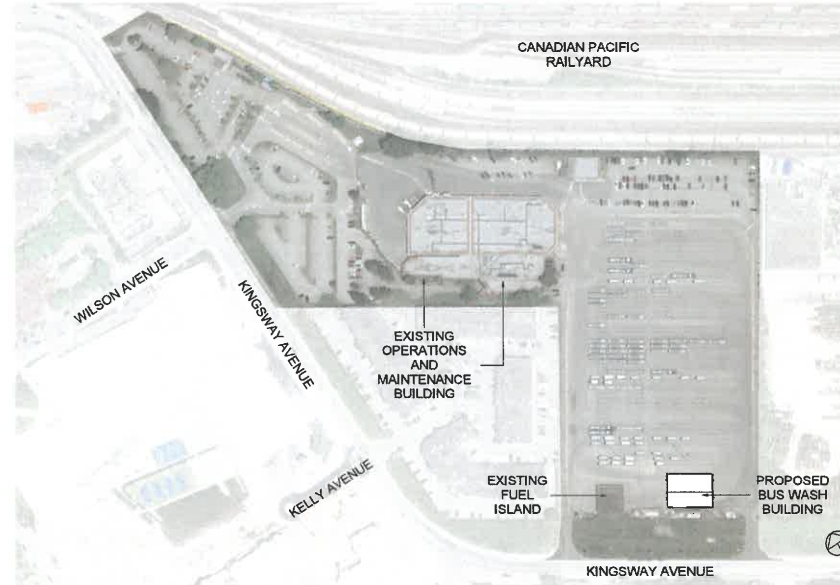 CANADIAN PACIFIC
RAILYARD
WILSON AVENUE
KINGSWAY AVENUE
EXISTING
OPERATIONS
AND
MAINTENANCE
BUILDING
KELLY AVENUE
EXISTING
FUEL
ISLAND
PROPOSED
BUS WASH
BUILDING
KINGSWAY AVENUE